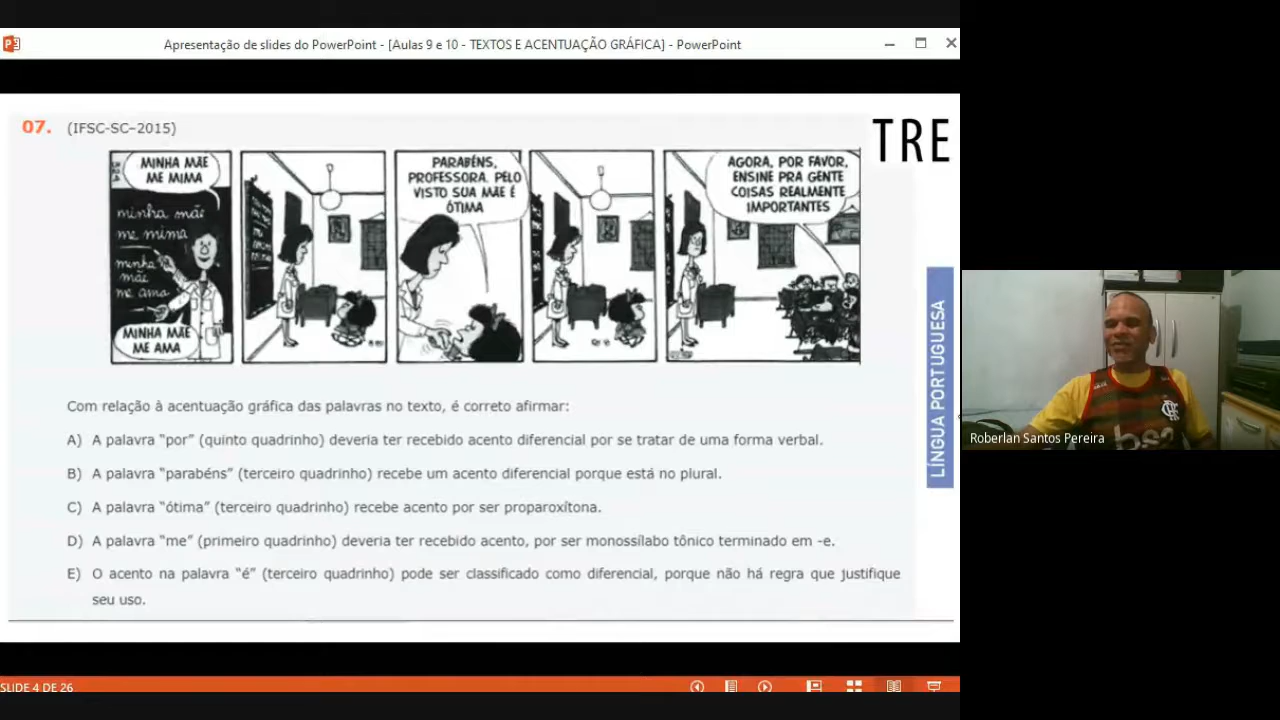 Apresentação de slides do PowerPoint - [Aulas 9 e 10 - TEXTOS E ACENTUAÇÃO GRÁFICA] - PowerPoint
07. (IFSC-SC–2015)
TRE
MINHA MÃE
ME MIMA
minha mãe
me mima
minha
mãe
me ama
MINHA MÃE
ME AMA
PARABÉNS,
PROFESSORA. PELO
VISTO SUA MÃE É
ÓTIMA
AGORA, POR FAVOR,
ENSINE PRA GENTE
COISAS REALMENTE
IMPORTANTES
LÍNGUA PORTUGUESA
Com relação à acentuação gráfica das palavras no texto, é correto afirmar:
A) A palavra “por” (quinto quadrinho) deveria ter recebido acento diferencial por se tratar de uma forma verbal.
B) A palavra “parabéns” (terceiro quadrinho) recebe um acento diferencial porque está no plural.
C) A palavra “ótima” (terceiro quadrinho) recebe acento por ser proparoxítona.
D) A palavra “me” (primeiro quadrinho) deveria ter recebido acento, por ser monossílabo tônico terminado em -e.
E) O acento na palavra “é” (terceiro quadrinho) pode ser classificado como diferencial, porque não há regra que justifique
seu uso.
Roberlan Santos Pereira
SLIDE 4 DE 26